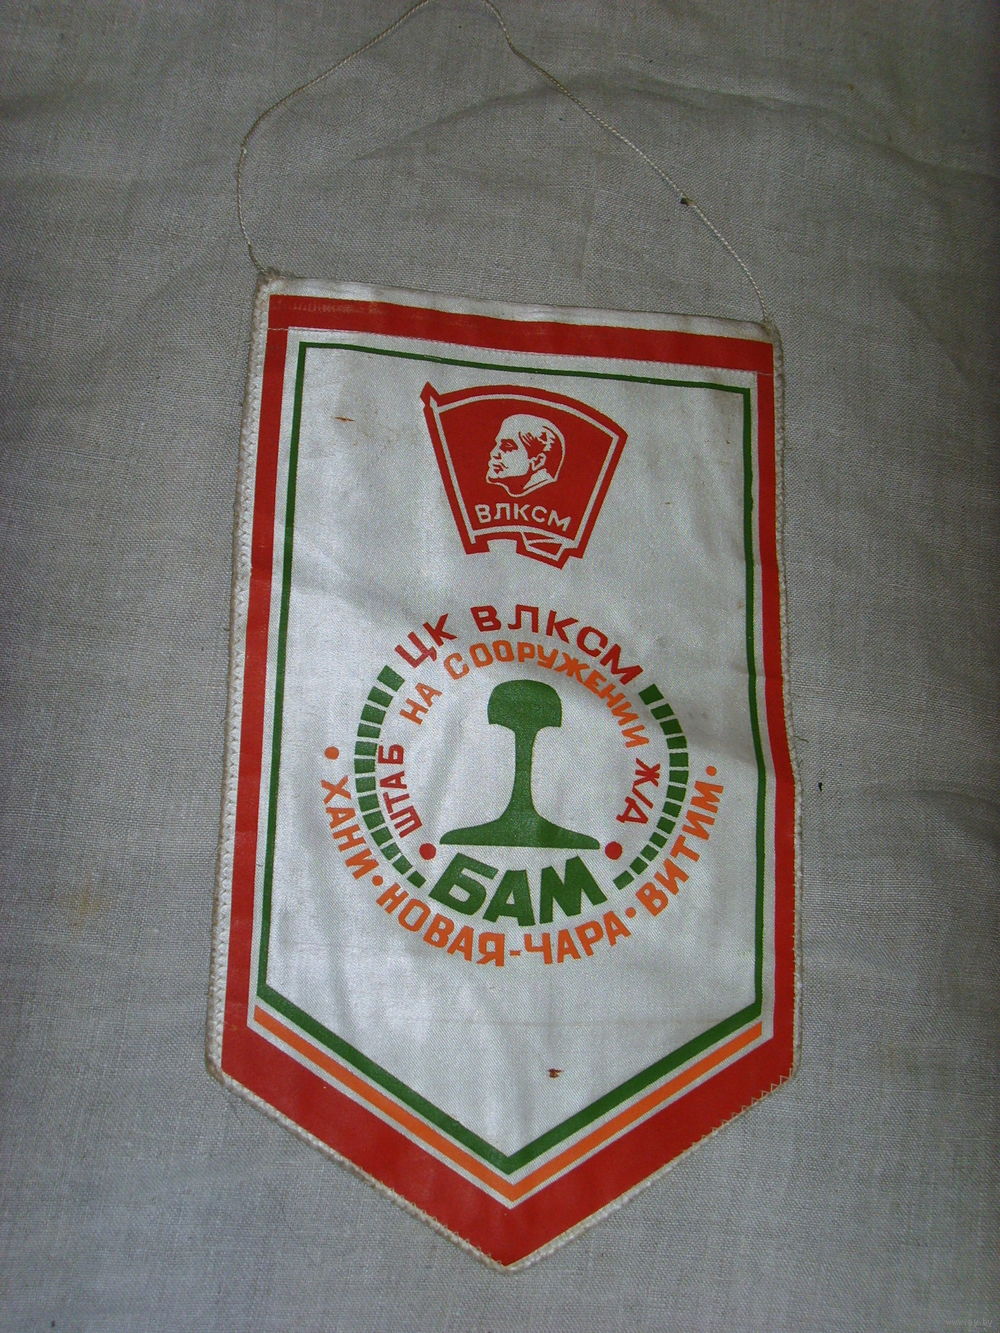 ВЛКСМ
ЦК ВЛКСМ
ШТАБ НА СООРУЖЕНИИ Ж/Д
БАМ
• ХАНИ • НОВАЯ-ЧАРА • ВИТИМ •